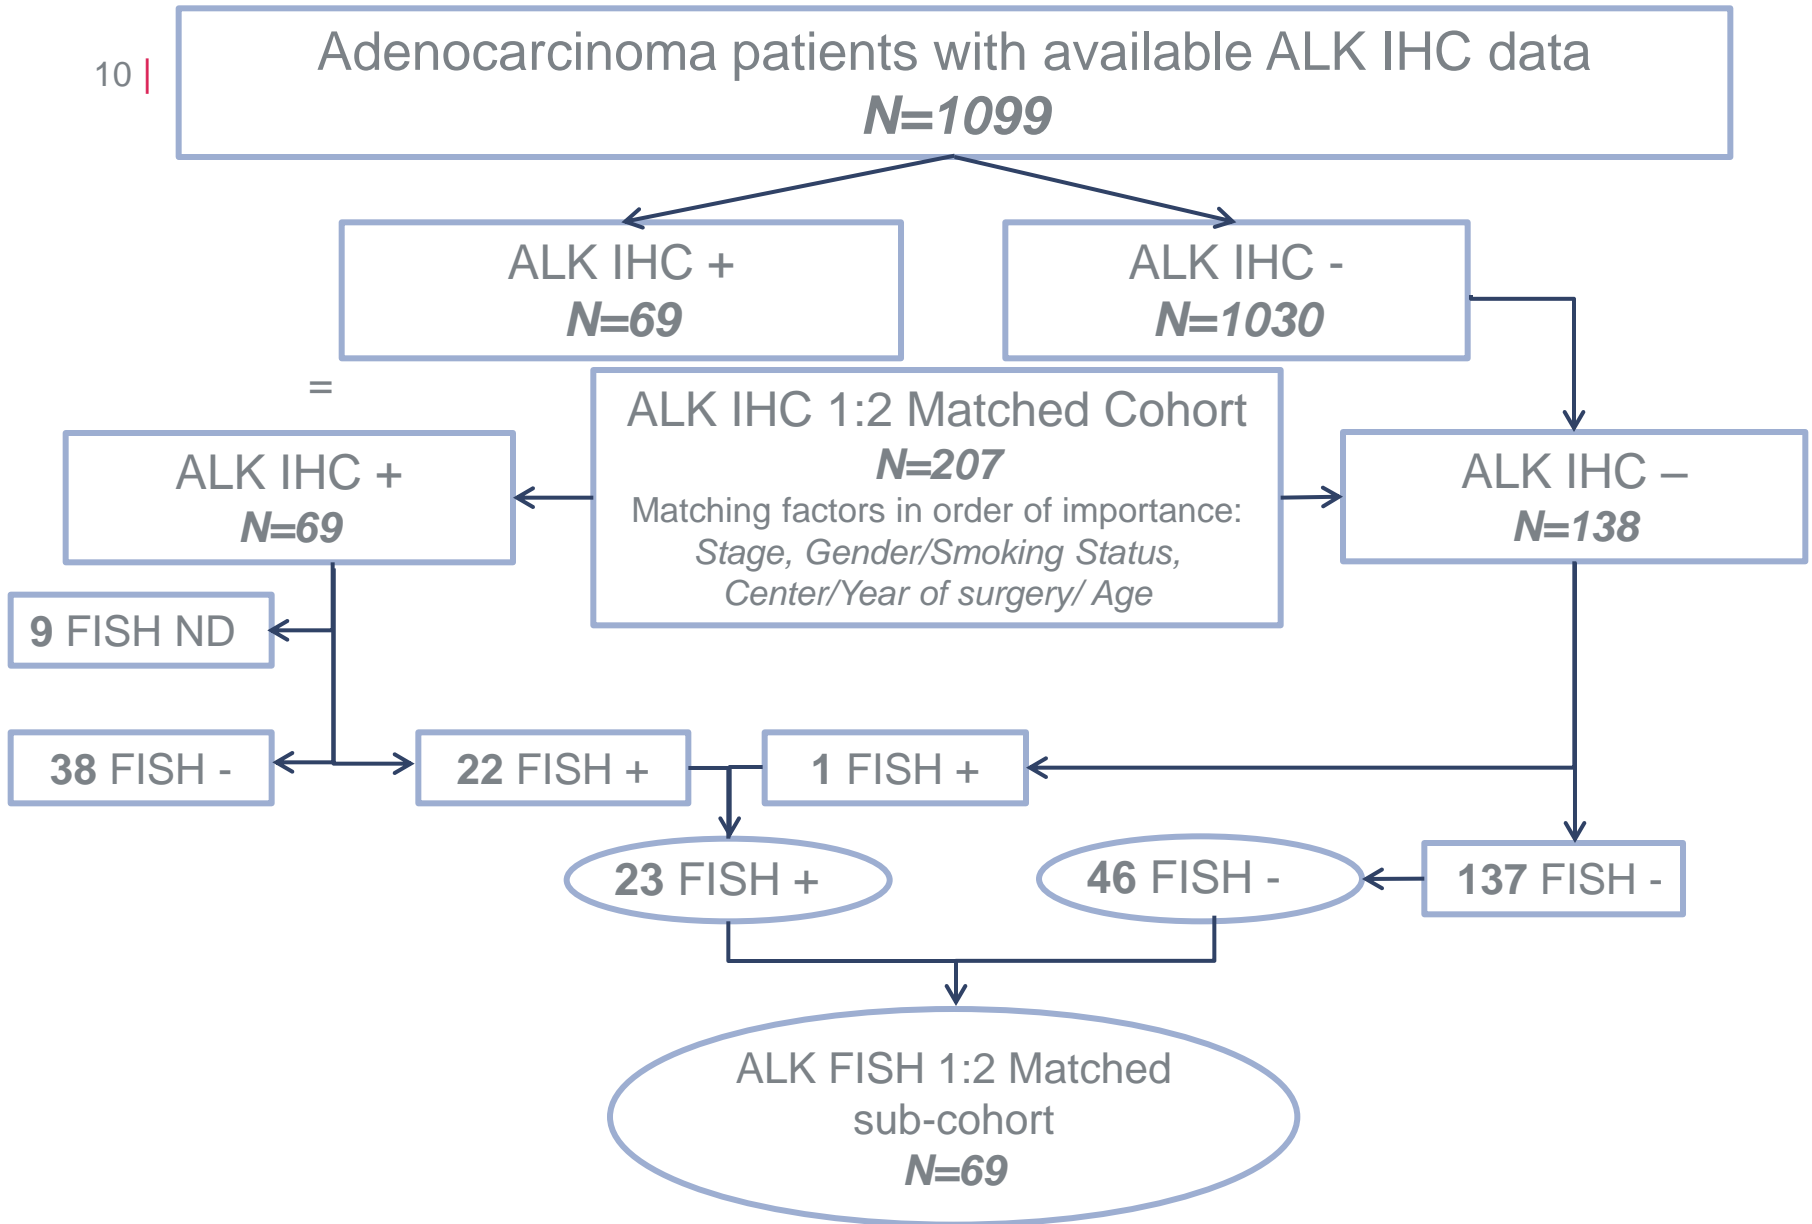 10 |
Adenocarcinoma patients with available ALK IHC data
N=1099
ALK IHC +
N=69
ALK IHC -
N=1030
=
ALK IHC 1:2 Matched Cohort
N=207
Matching factors in order of importance:
Stage, Gender/Smoking Status,
Center/Year of surgery/ Age
ALK IHC +
N=69
ALK IHC –
N=138
9 FISH ND
38 FISH -
22 FISH +
1 FISH +
23 FISH +
46 FISH -
137 FISH -
ALK FISH 1:2 Matched
sub-cohort
N=69